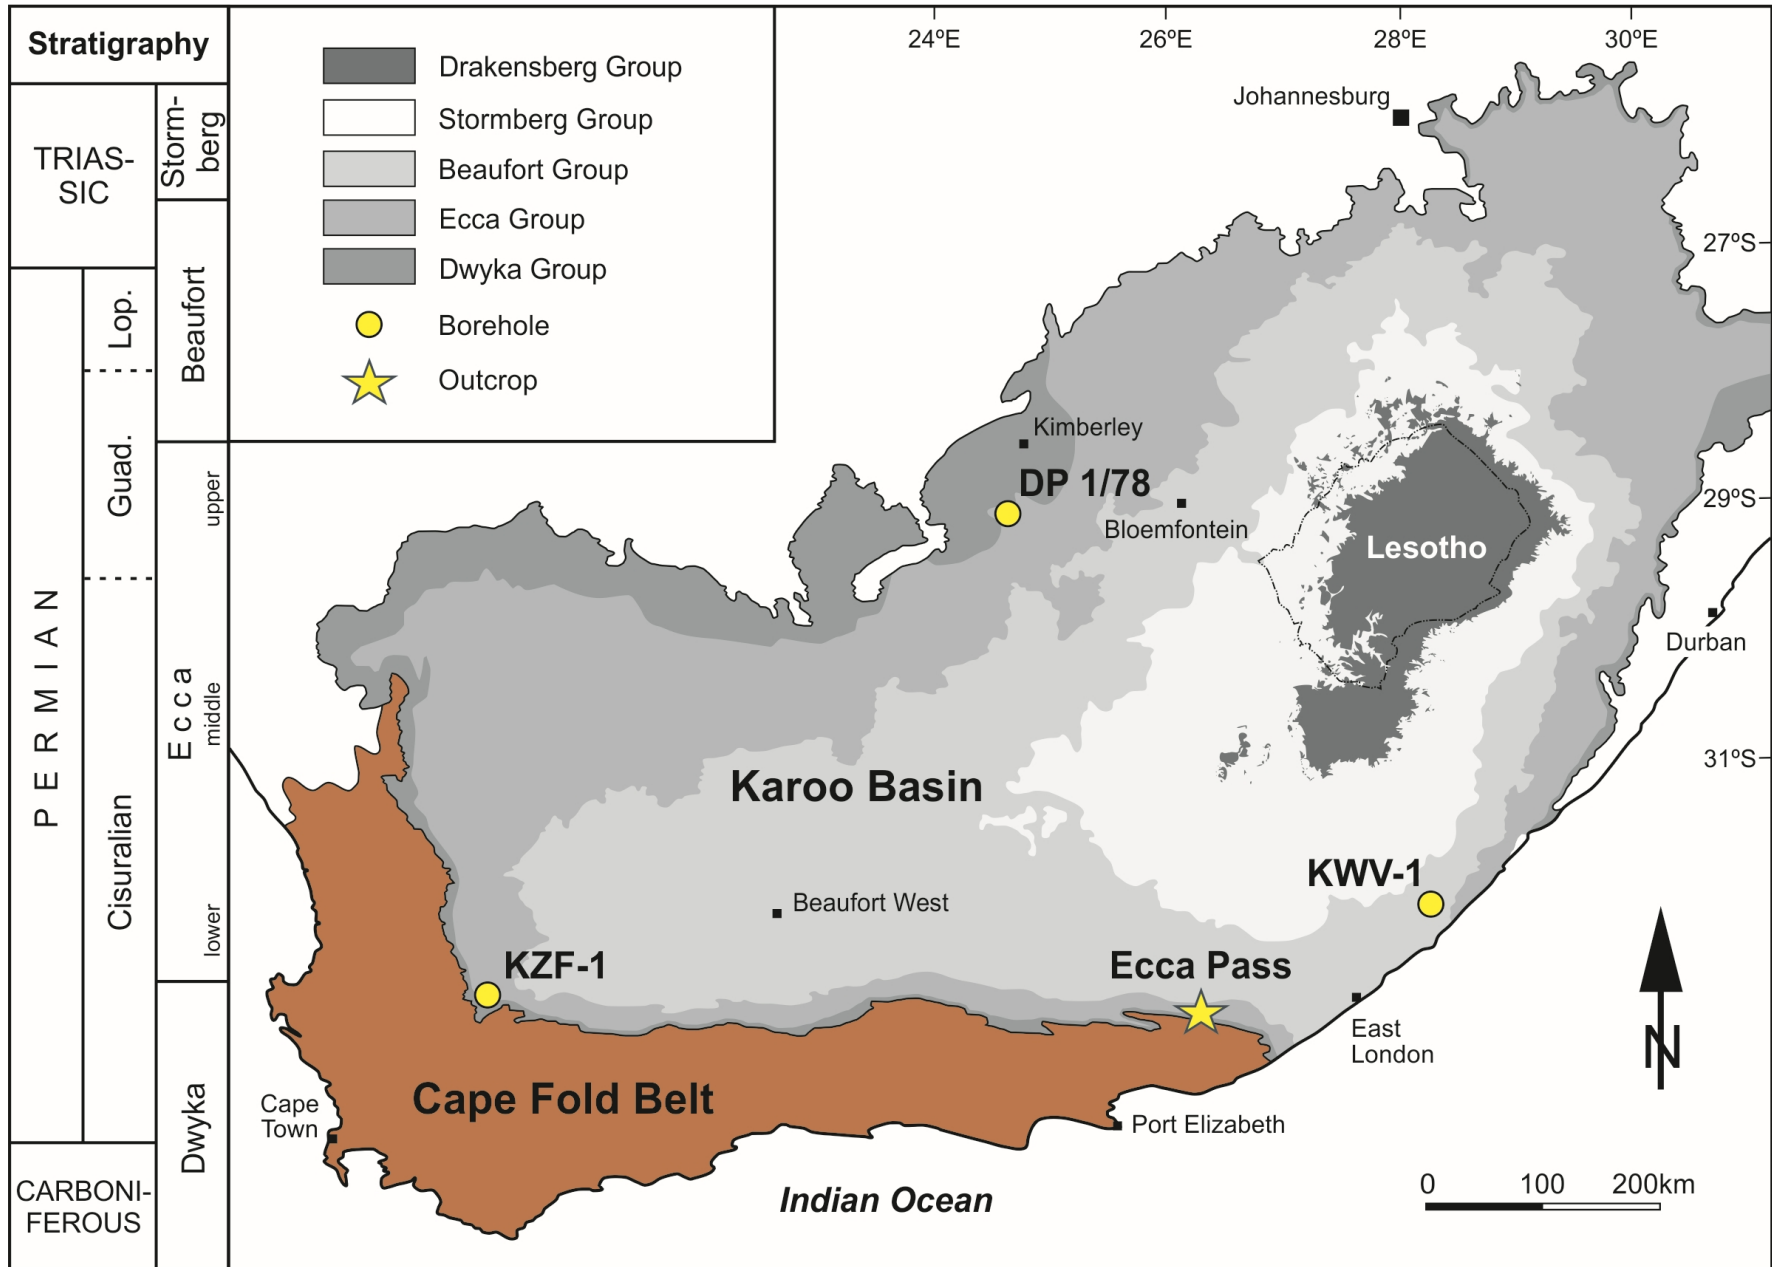 Stratigraphy
TRIAS-
SIC
Storm-
berg
PERMIAN
Lop.
Guad.
Cisuralian
Beaufort
Ecca
upper
middle
lower
Dwyka
CARBONI-
FEROUS
Drakensberg Group
Stormberg Group
Beaufort Group
Ecca Group
Dwyka Group
Borehole
Outcrop
24ºE
26ºE
28ºE
30ºE
Johannesburg
27ºS
Kimberley
DP 1/78
Bloemfontein
29ºS
Lesotho
Durban
31ºS
Karoo Basin
KWV-1
Beaufort West
KZF-1
Ecca Pass
East
London
Cape Fold Belt
Cape
Town
Port Elizabeth
Indian Ocean
N
0 100 200km